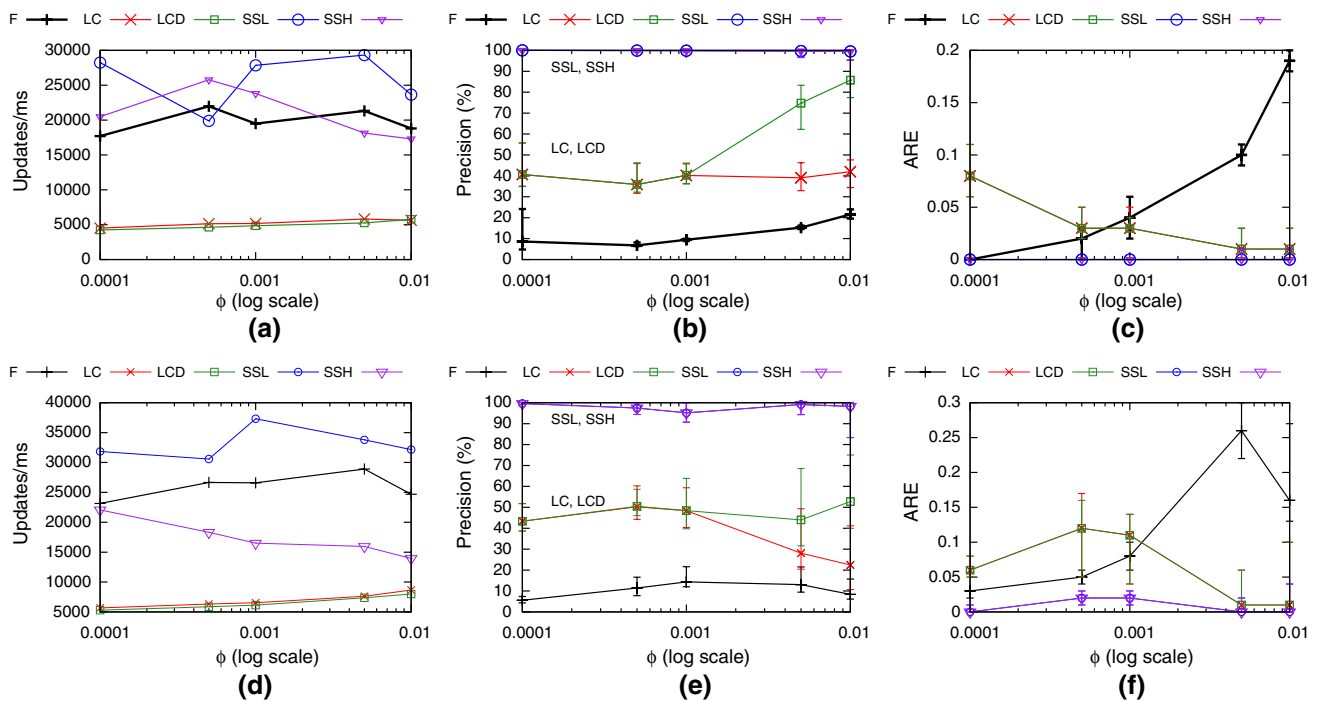 F LC LCD SSL SSH
30000
25000
20000
15000
10000
5000
0
Updates/ms
0.0001 0.001 0.01
ϕ (log scale)
(a)
F LC LCD SSL SSH
100
90
80
70
60
50
40
30
20
10
0
Precision (%)
SSL, SSH
LC, LCD
0.0001 0.001 0.01
ϕ (log scale)
(b)
F LC LCD SSL SSH
0.2
0.15
0.1
0.05
0
ARE
0.0001 0.001 0.01
ϕ (log scale)
(c)
F LC LCD SSL SSH
40000
35000
30000
25000
20000
15000
10000
5000
Updates/ms
0.0001 0.001 0.01
ϕ (log scale)
(d)
F LC LCD SSL SSH
100
90
80
70
60
50
40
30
20
10
0
Precision (%)
SSL, SSH
LC, LCD
0.0001 0.001 0.01
ϕ (log scale)
(e)
F LC LCD SSL SSH
0.3
0.25
0.2
0.15
0.1
0.05
0
ARE
0.0001 0.001 0.01
ϕ (log scale)
(f)